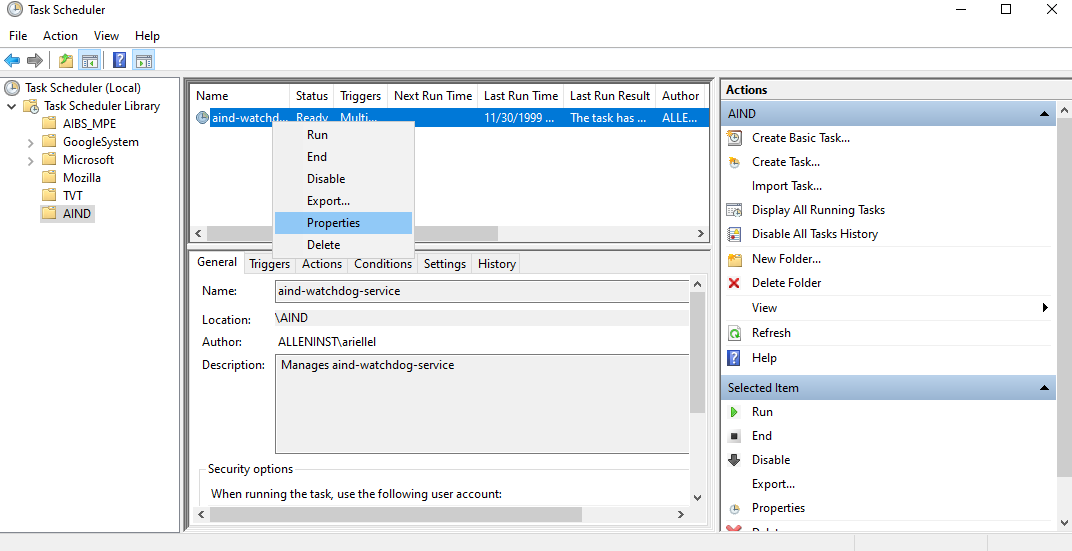 Task Scheduler
File Action View Help
Task Scheduler (Local)
Task Scheduler Library
AIBS_MPE
GoogleSystem
Microsoft
Mozilla
TVT
AIND
Name Status Triggers Next Run Time Last Run Time Last Run Result Author
aind-watchd... Ready Multi... 11/30/1999 ... The task has ... ALLE...
Run
End
Disable
Export...
Properties
Delete
General Triggers Actions Conditions Settings History
Name: aind-watchdog-service
Location: \AIND
Author: ALLENINST\ariellel
Description: Manages aind-watchdog-service
Security options
When running the task, use the following user account:
Actions
AIND
Create Basic Task...
Create Task...
Import Task...
Display All Running Tasks
Disable All Tasks History
New Folder...
Delete Folder
View
Refresh
Help
Selected Item
Run
End
Disable
Export...
Properties